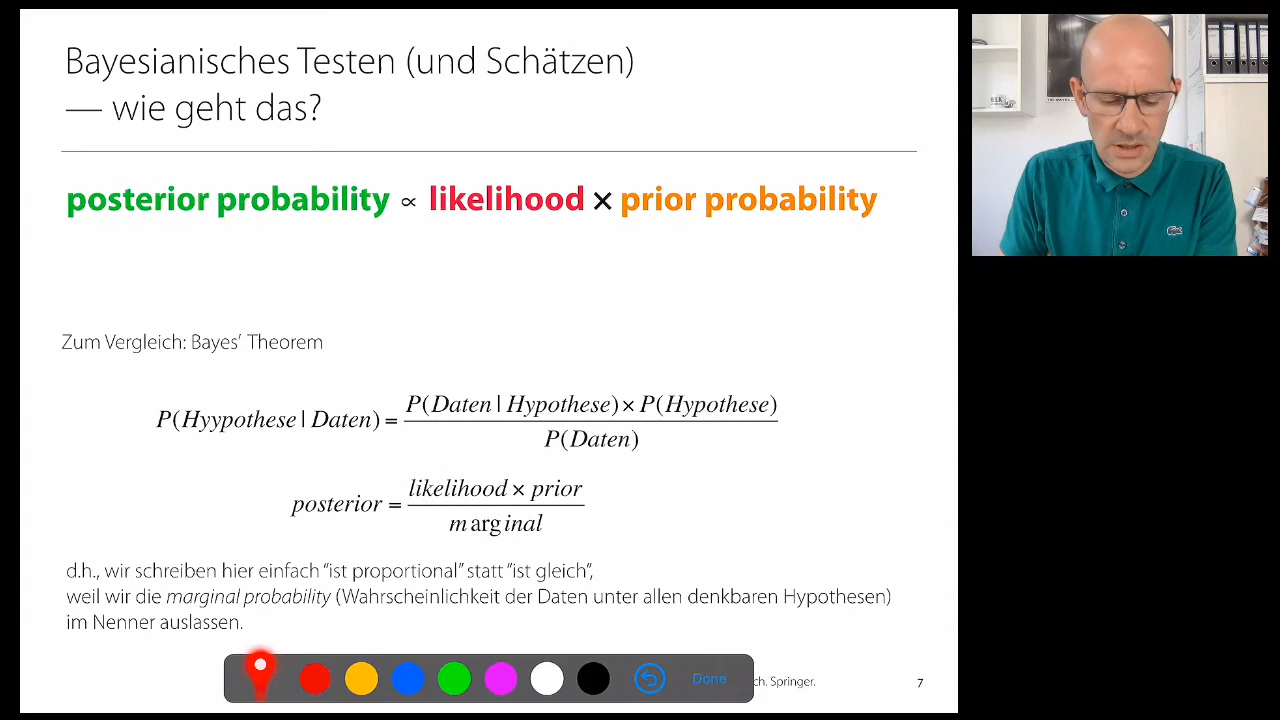 Bayesianisches Testen (und Schätzen)
— wie geht das?
posterior probability ∝ likelihood × prior probability
Zum Vergleich: Bayes’ Theorem
P(Hyypothese | Daten) = P(Daten | Hypothese) × P(Hypothese)
P(Daten)
posterior = likelihood × prior
m arg inal
d.h., wir schreiben hier einfach “ist proportional” statt “ist gleich”,
weil wir die marginal probability (Wahrscheinlichkeit der Daten unter allen denkbaren Hypothesen)
im Nenner auslassen.
Done
ch. Springer.
7